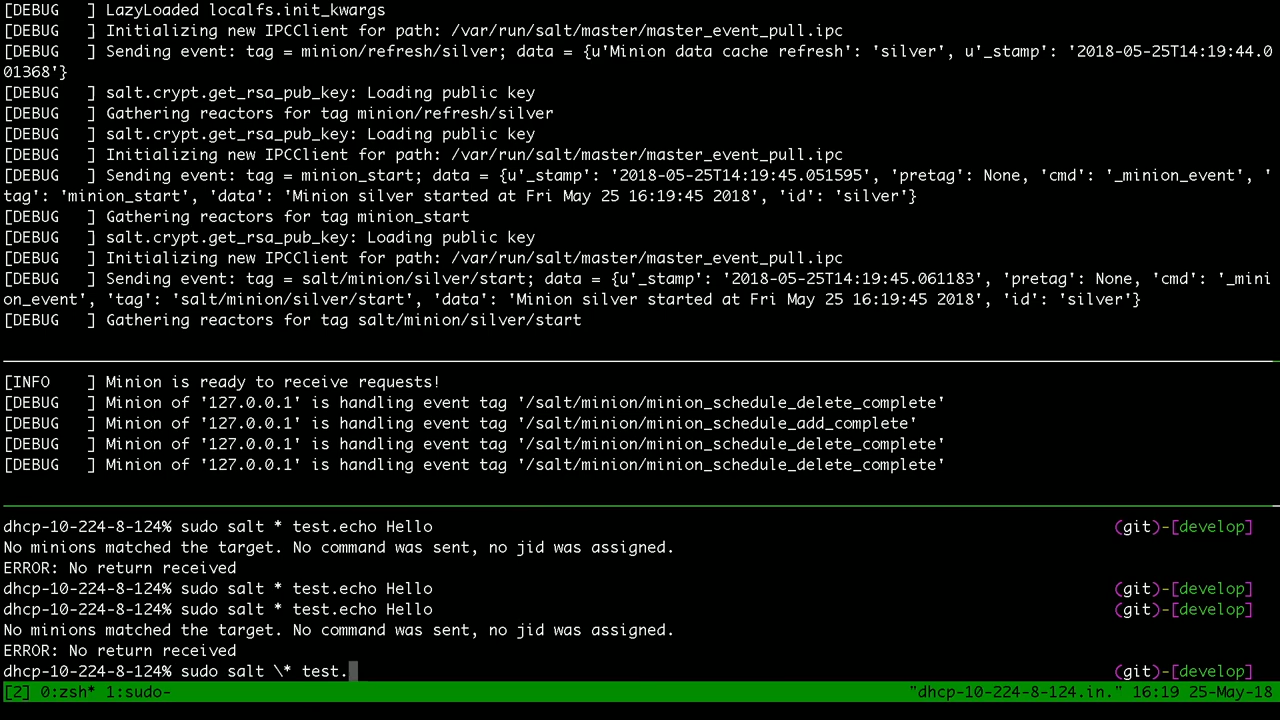 [DEBUG   ] LazyLoaded localfs.init_kwargs
[DEBUG   ] Initializing new IPCClient for path: /var/run/salt/master/master_event_pull.ipc
[DEBUG   ] Sending event: tag = minion/refresh/silver; data = {u'Minion data cache refresh': 'silver', u'_stamp': '2018-05-25T14:19:44.0
01368'}
[DEBUG   ] salt.crypt.get_rsa_pub_key: Loading public key
[DEBUG   ] Gathering reactors for tag minion/refresh/silver
[DEBUG   ] salt.crypt.get_rsa_pub_key: Loading public key
[DEBUG   ] Initializing new IPCClient for path: /var/run/salt/master/master_event_pull.ipc
[DEBUG   ] Sending event: tag = minion_start; data = {u'_stamp': '2018-05-25T14:19:45.051595', 'pretag': None, 'cmd': '_minion_event', '
tag': 'minion_start', 'data': 'Minion silver started at Fri May 25 16:19:45 2018', 'id': 'silver'}
[DEBUG   ] Gathering reactors for tag minion_start
[DEBUG   ] salt.crypt.get_rsa_pub_key: Loading public key
[DEBUG   ] Initializing new IPCClient for path: /var/run/salt/master/master_event_pull.ipc
[DEBUG   ] Sending event: tag = salt/minion/silver/start; data = {u'_stamp': '2018-05-25T14:19:45.061183', 'pretag': None, 'cmd': '_mini
on_event', 'tag': 'salt/minion/silver/start', 'data': 'Minion silver started at Fri May 25 16:19:45 2018', 'id': 'silver'}
[DEBUG   ] Gathering reactors for tag salt/minion/silver/start
[INFO    ] Minion is ready to receive requests!
[DEBUG   ] Minion of '127.0.0.1' is handling event tag '/salt/minion/minion_schedule_delete_complete'
[DEBUG   ] Minion of '127.0.0.1' is handling event tag '/salt/minion/minion_schedule_add_complete'
[DEBUG   ] Minion of '127.0.0.1' is handling event tag '/salt/minion/minion_schedule_delete_complete'
[DEBUG   ] Minion of '127.0.0.1' is handling event tag '/salt/minion/minion_schedule_delete_complete'
dhcp-10-224-8-124% sudo salt * test.echo Hello (git)-[develop]
No minions matched the target. No command was sent, no jid was assigned.
ERROR: No return received
dhcp-10-224-8-124% sudo salt * test.echo Hello (git)-[develop]
dhcp-10-224-8-124% sudo salt * test.echo Hello (git)-[develop]
No minions matched the target. No command was sent, no jid was assigned.
ERROR: No return received
dhcp-10-224-8-124% sudo salt \* test. (git)-[develop]
[2] 0:zsh* 1:sudo- "dhcp-10-224-8-124.in." 16:19 25-May-18